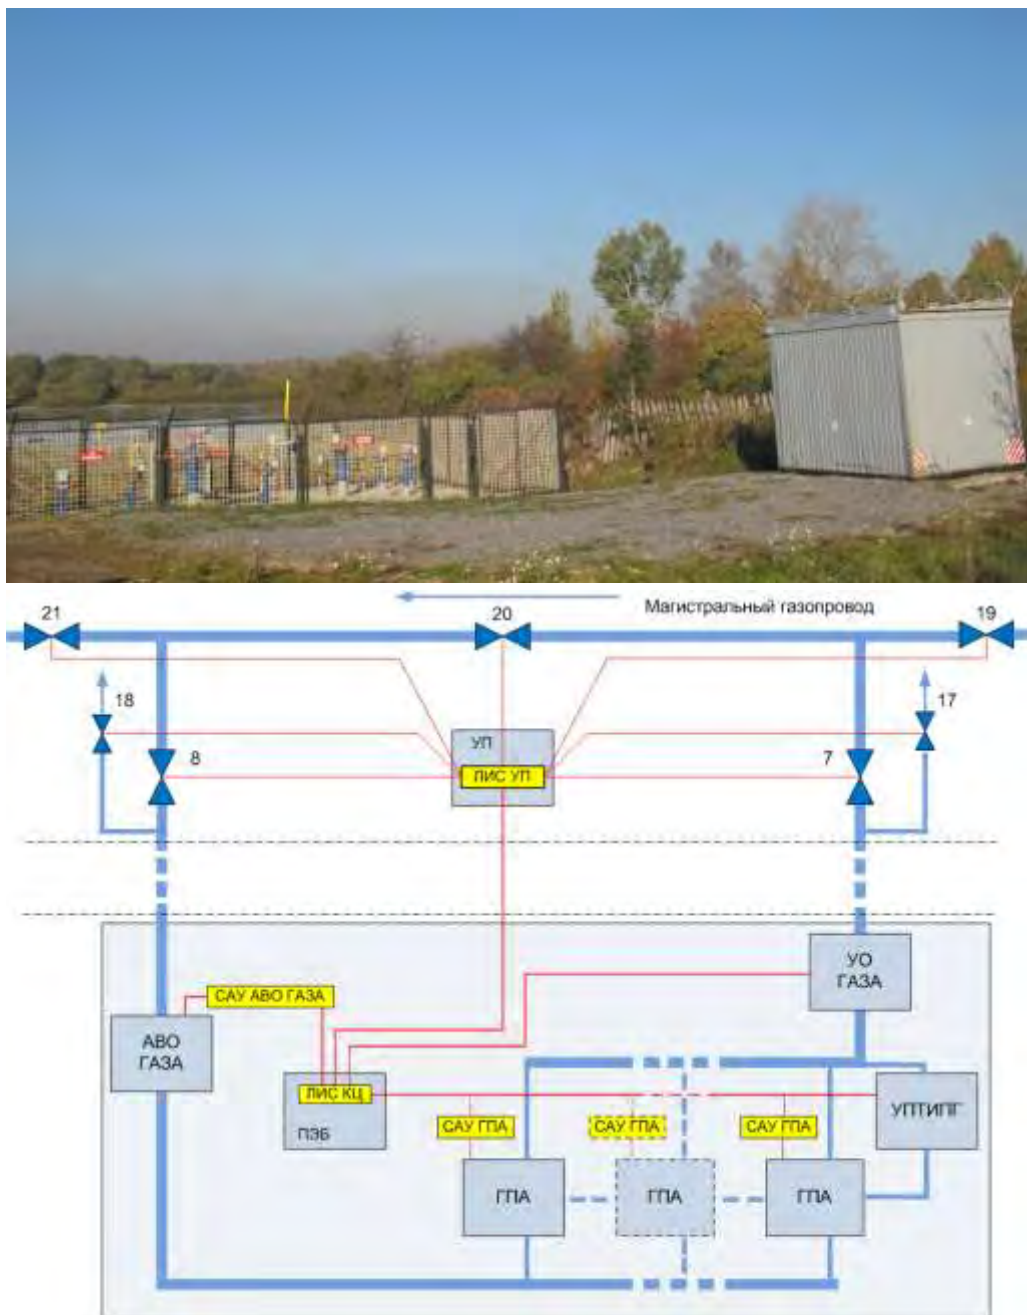 21
20
Магистральный газопровод
19
18
17
УП
8
ЛИС УП
7
УО
ГАЗА
САУ АВО ГАЗА
АВО
ГАЗА
ЛИС КЦ
ПЭБ
УПТИПГ
САУ ГПА
САУ ГПА
САУ ГПА
ГПА
ГПА
ГПА